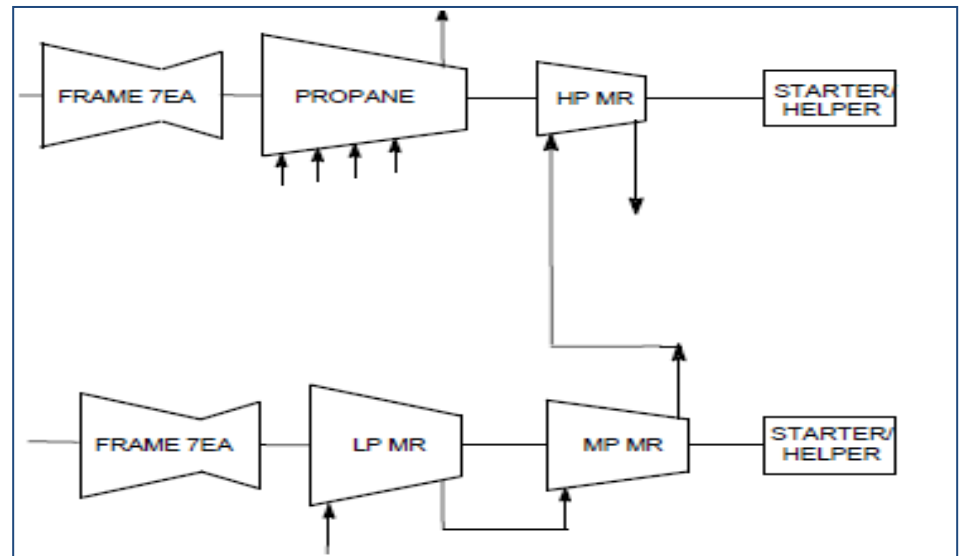 FRAME 7EA
PROPANE
HP MR
STARTER/
HELPER
FRAME 7EA
LP MR
MP MR
STARTER/
HELPER